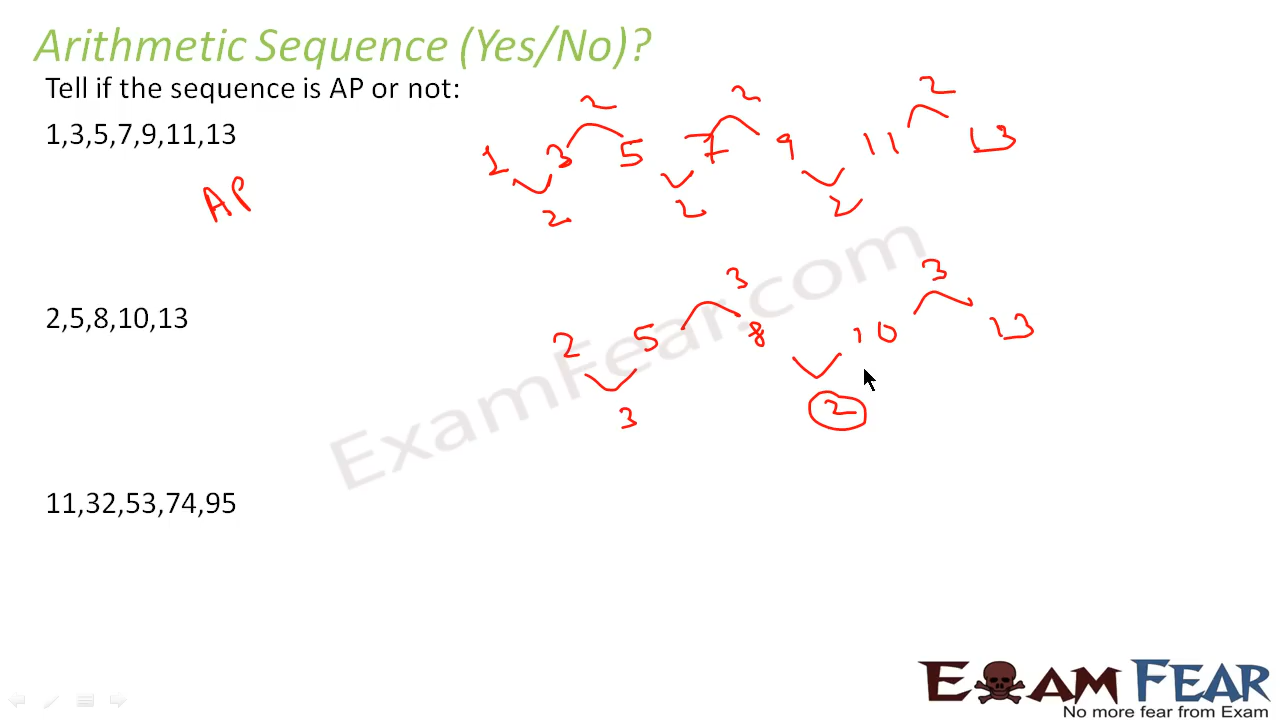 Arithmetic Sequence (Yes/No)?
Tell if the sequence is AP or not:
1,3,5,7,9,11,13
2 2 2
1 3 5 7 9 11 13
2 2 2
AP
2,5,8,10,13
3 3
2 5 8 10 13
3 2
11,32,53,74,95
ExamFear.com
EXAM FEAR
No more fear from Exam